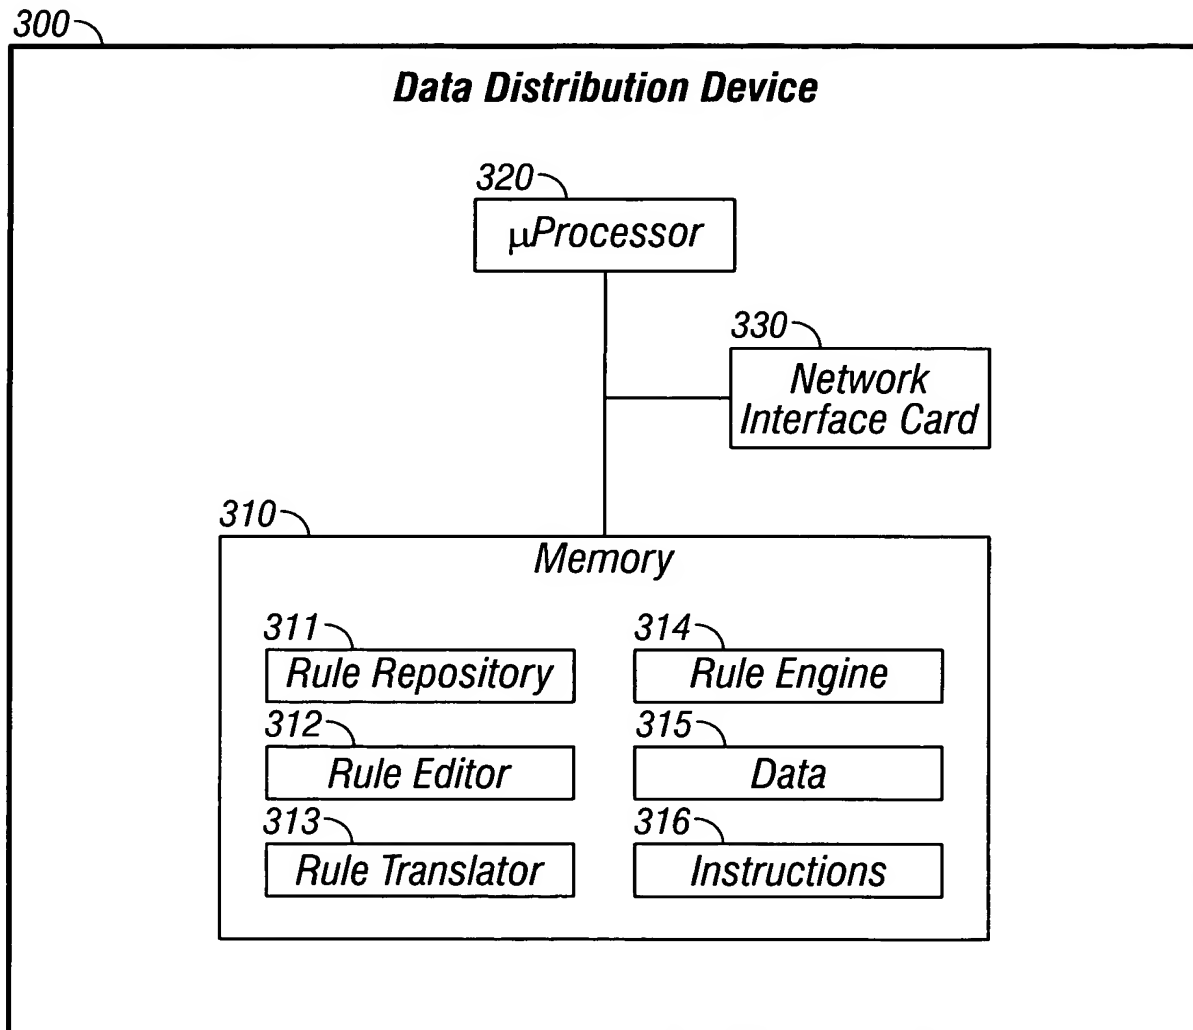 300
Data Distribution Device
320
µProcessor
330
Network
Interface Card
310
Memory
311
Rule Repository
312
Rule Editor
313
Rule Translator
314
Rule Engine
315
Data
316
Instructions